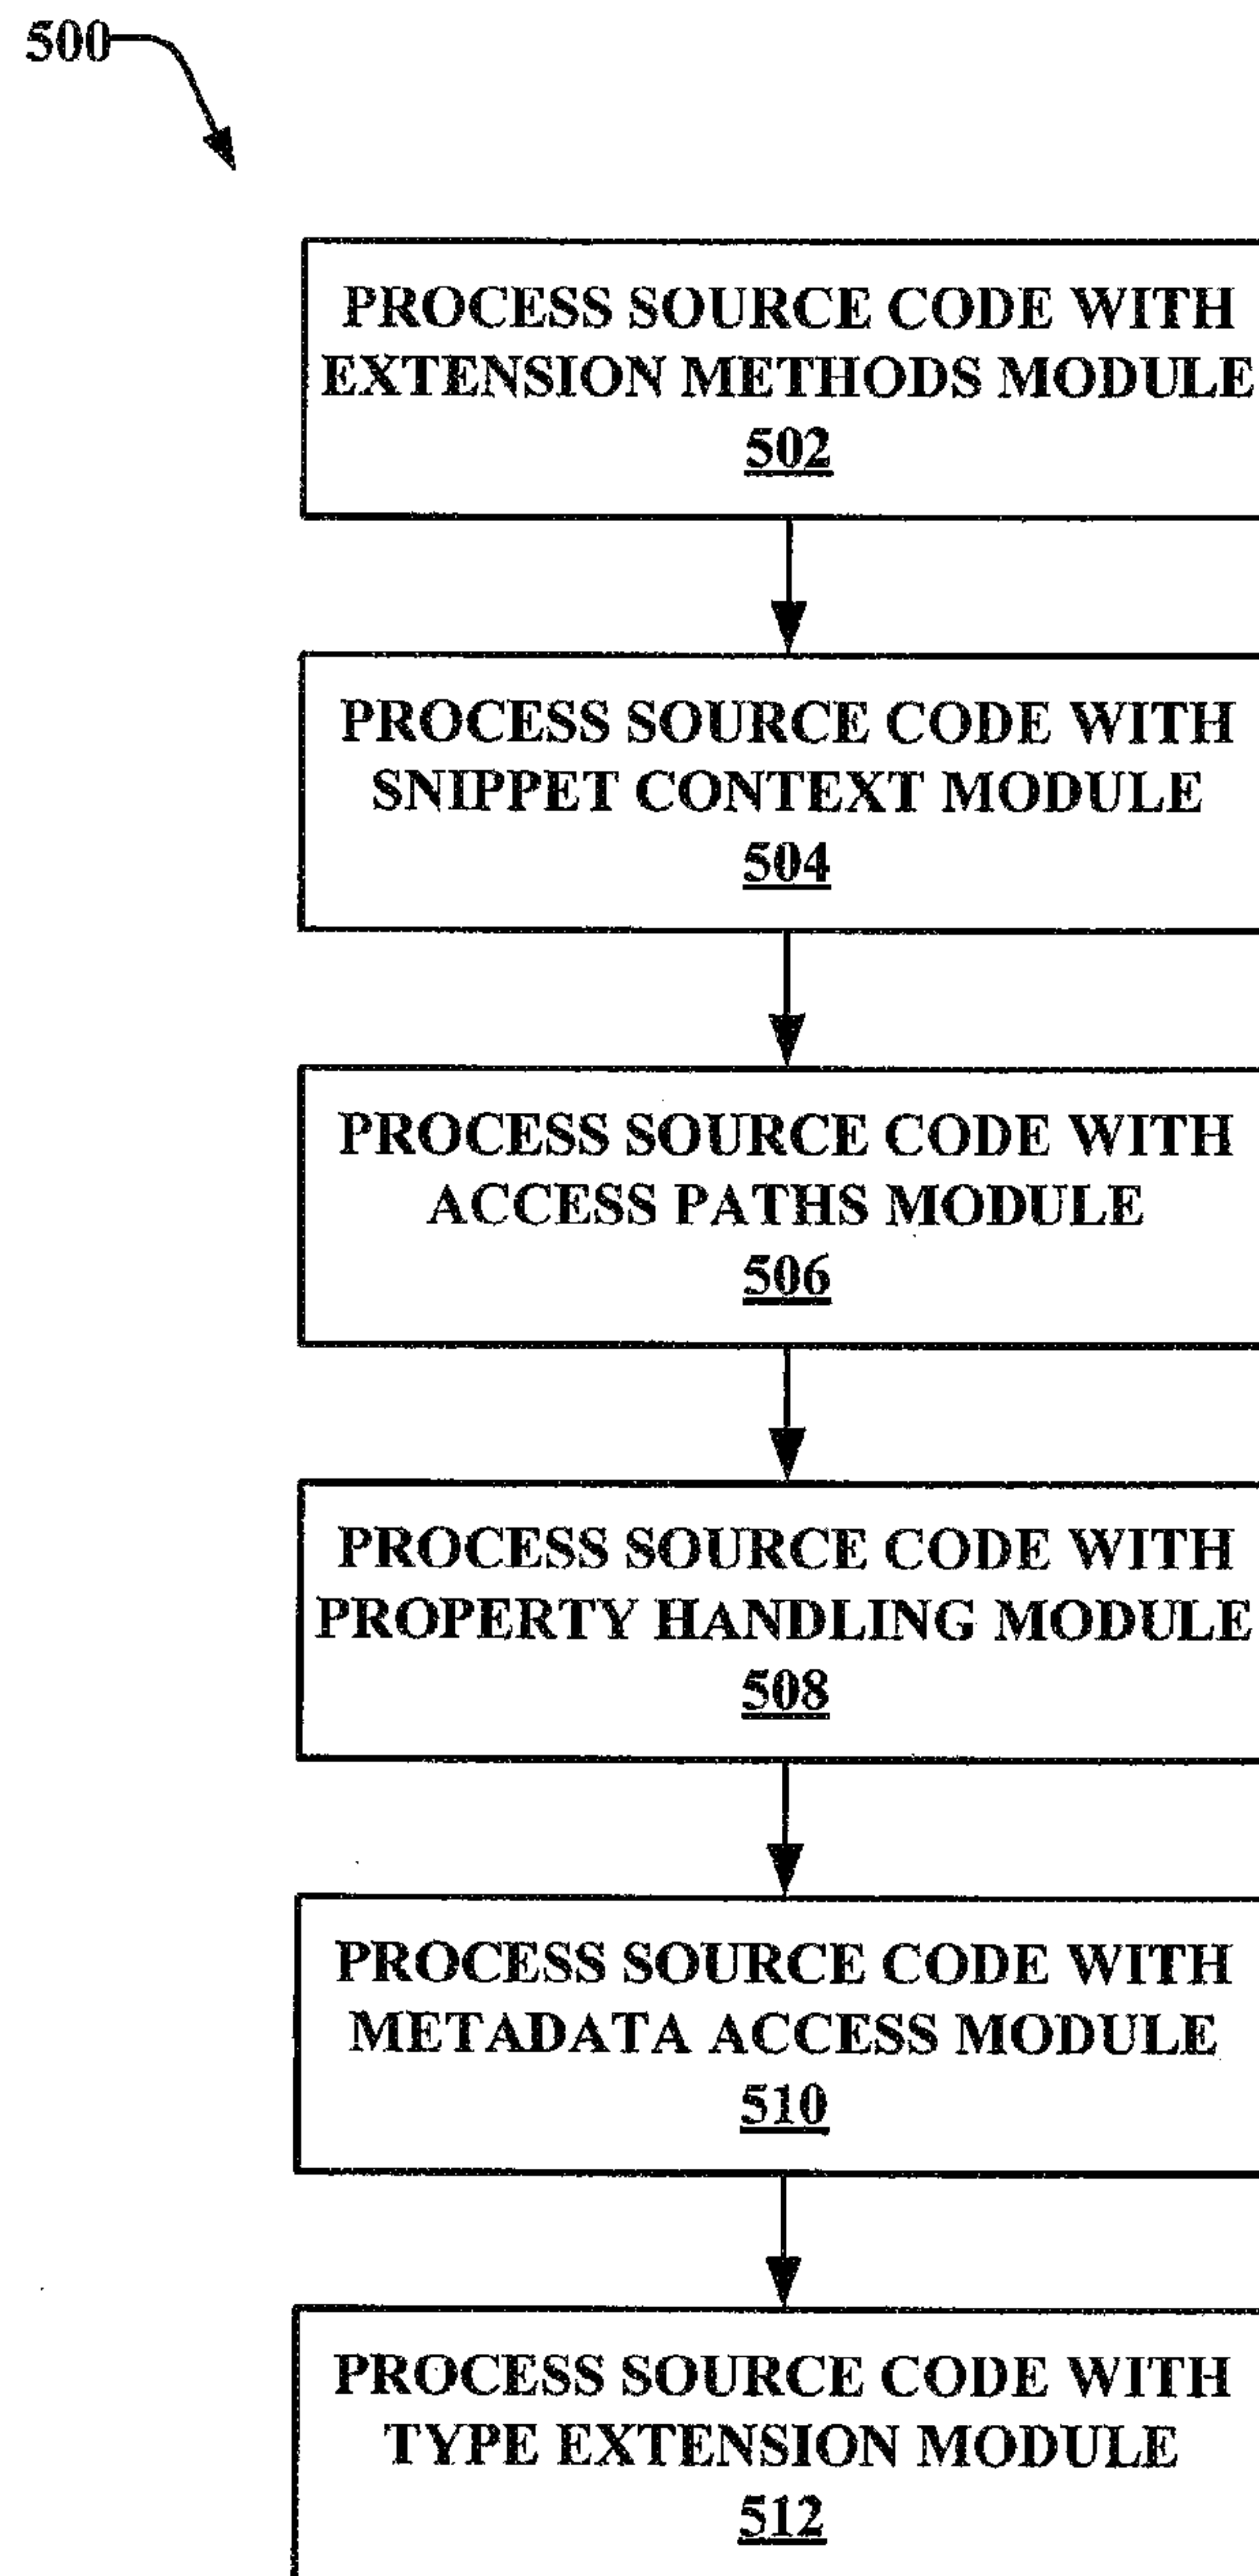 500
PROCESS SOURCE CODE WITH
EXTENSION METHODS MODULE
502
PROCESS SOURCE CODE WITH
SNIPPET CONTEXT MODULE
504
PROCESS SOURCE CODE WITH
ACCESS PATHS MODULE
506
PROCESS SOURCE CODE WITH
PROPERTY HANDLING MODULE
508
PROCESS SOURCE CODE WITH
METADATA ACCESS MODULE
510
PROCESS SOURCE CODE WITH
TYPE EXTENSION MODULE
512